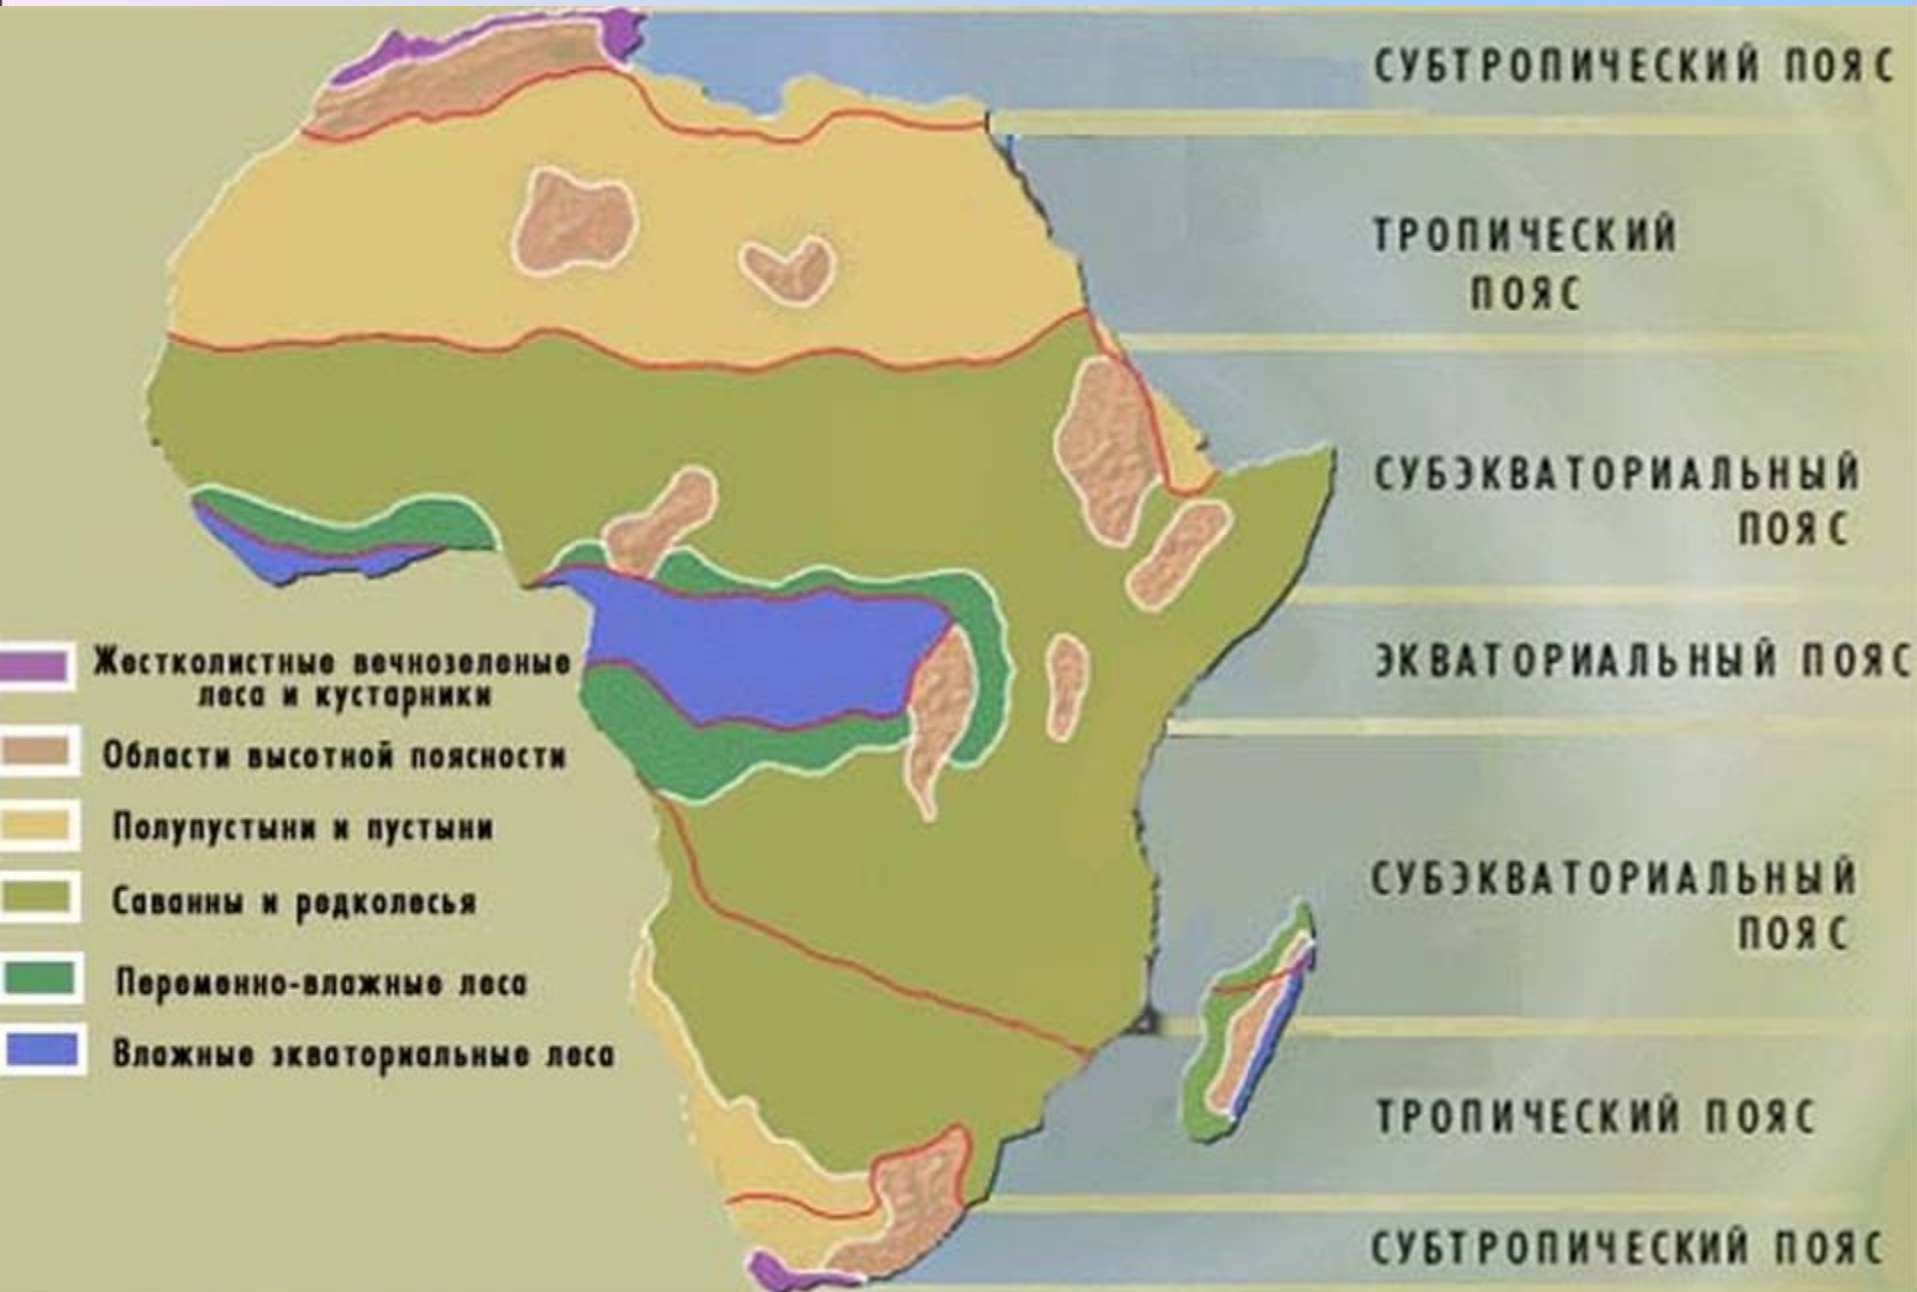 СУБТРОПИЧЕСКИЙ ПОЯС
ТРОПИЧЕСКИЙ
ПОЯС
СУБЭКВАТОРИАЛЬНЫЙ
ПОЯС
ЭКВАТОРИАЛЬНЫЙ ПОЯС
СУБЭКВАТОРИАЛЬНЫЙ
ПОЯС
ТРОПИЧЕСКИЙ ПОЯС
СУБТРОПИЧЕСКИЙ ПОЯС
Жестколистные вечнозеленые
леса и кустарники
Области высотной поясности
Полупустыни и пустыни
Саванны и редколесья
Переменно-влажные леса
Влажные экваториальные леса